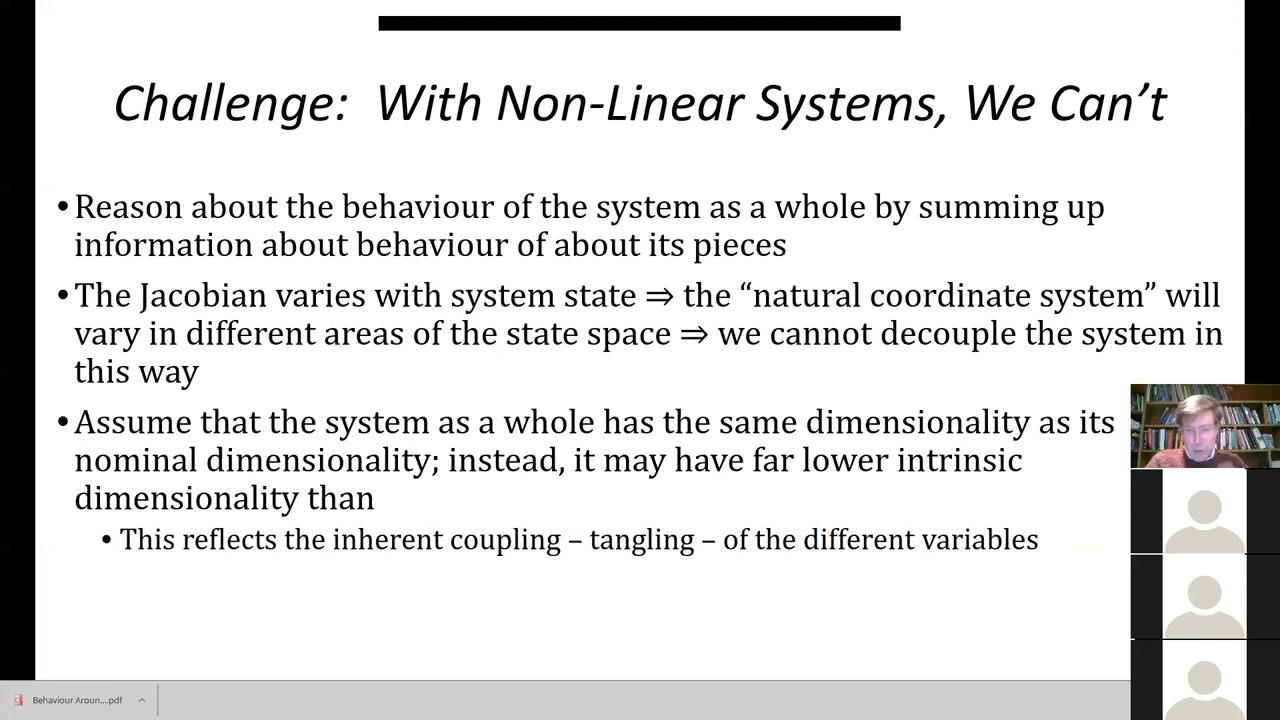 Challenge:  With Non-Linear Systems, We Can’t
•Reason about the behaviour of the system as a whole by summing up
information about behaviour of about its pieces
•The Jacobian varies with system state ⇒ the “natural coordinate system” will
vary in different areas of the state space ⇒ we cannot decouple the system in
this way
•Assume that the system as a whole has the same dimensionality as its
nominal dimensionality; instead, it may have far lower intrinsic
dimensionality than
• This reflects the inherent coupling – tangling – of the different variables
Behaviour Aroun....pdf